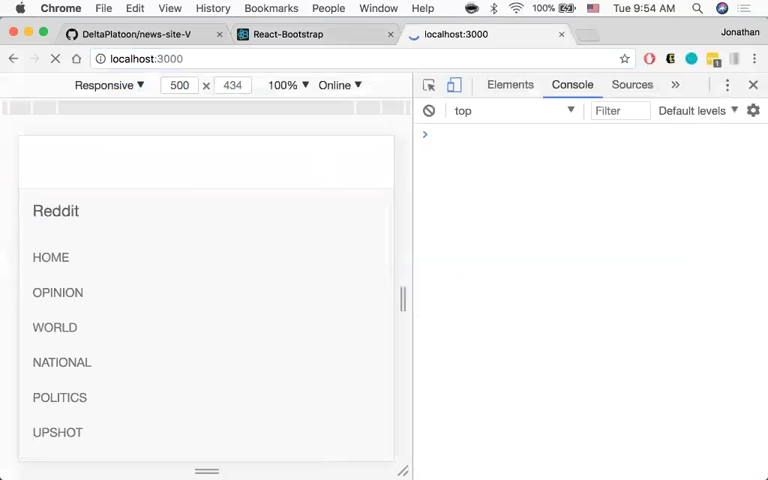 Chrome File Edit View History Bookmarks People Window Help 100% Tue 9:54 AM
DeltaPlatoon/news-site-V × React-Bootstrap × localhost:3000 × Jonathan
localhost:3000
Responsive ▼ 500 × 434 100% ▼ Online ▼
Elements Console Sources »
top ▼ Filter Default levels ▼
Reddit
HOME
OPINION
WORLD
NATIONAL
POLITICS
UPSHOT